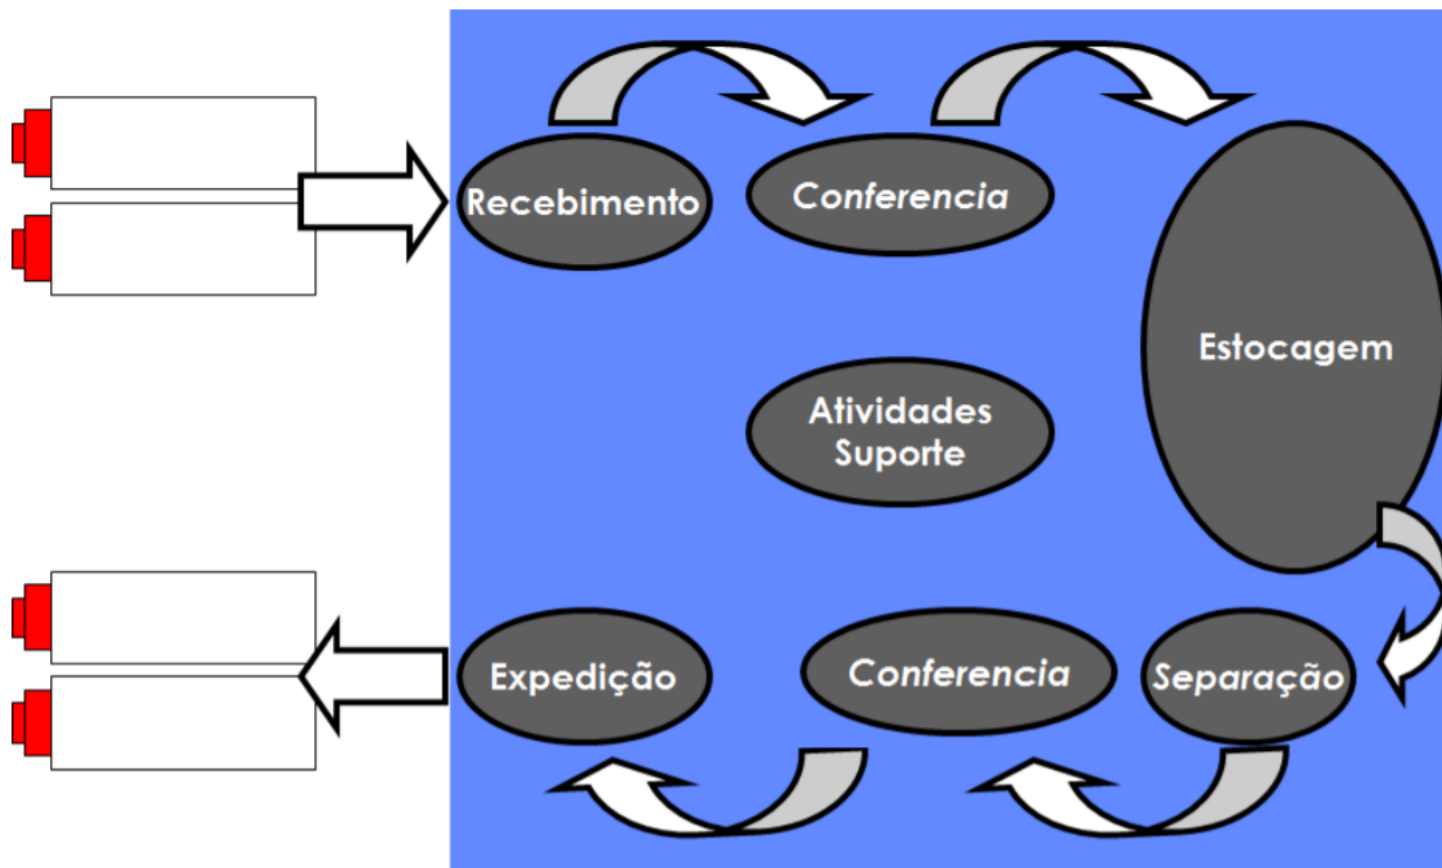 Recebimento
Conferencia
Estocagem
Atividades
Suporte
Expedição
Conferencia
Separação